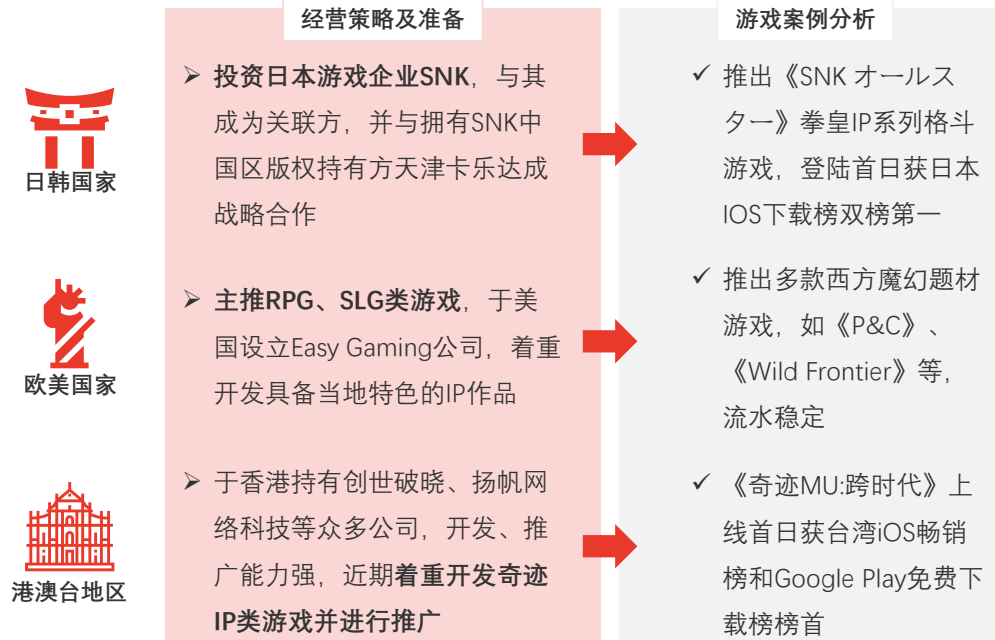 经营策略及准备
游戏案例分析
日韩国家
➢ 投资日本游戏企业SNK，与其
成为关联方，并与拥有SNK中
国区版权持有方天津卡乐达成
战略合作
✓ 推出《SNK オールス
ター》拳皇IP系列格斗
游戏，登陆首日获日本
IOS下载榜双榜第一
欧美国家
➢ 主推RPG、SLG类游戏，于美
国设立Easy Gaming公司，着重
开发具备当地特色的IP作品
✓ 推出多款西方魔幻题材
游戏，如《P&C》、
《Wild Frontier》等，
流水稳定
港澳台地区
➢ 于香港持有创世破晓、扬帆网
络科技等众多公司，开发、推
广能力强，近期着重开发奇迹
IP类游戏并进行推广
✓ 《奇迹MU:跨时代》上
线首日获台湾iOS畅销
榜和Google Play免费下
载榜榜首